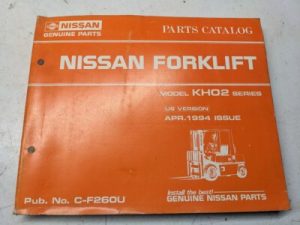 NISSAN
GENUINE PARTS
PARTS CATALOG
NISSAN FORKLIFT
MODEL KH02 SERIES
US VERSION
APR.1994 ISSUE
Install the best!
GENUINE NISSAN PARTS
Pub. No. C-F260U